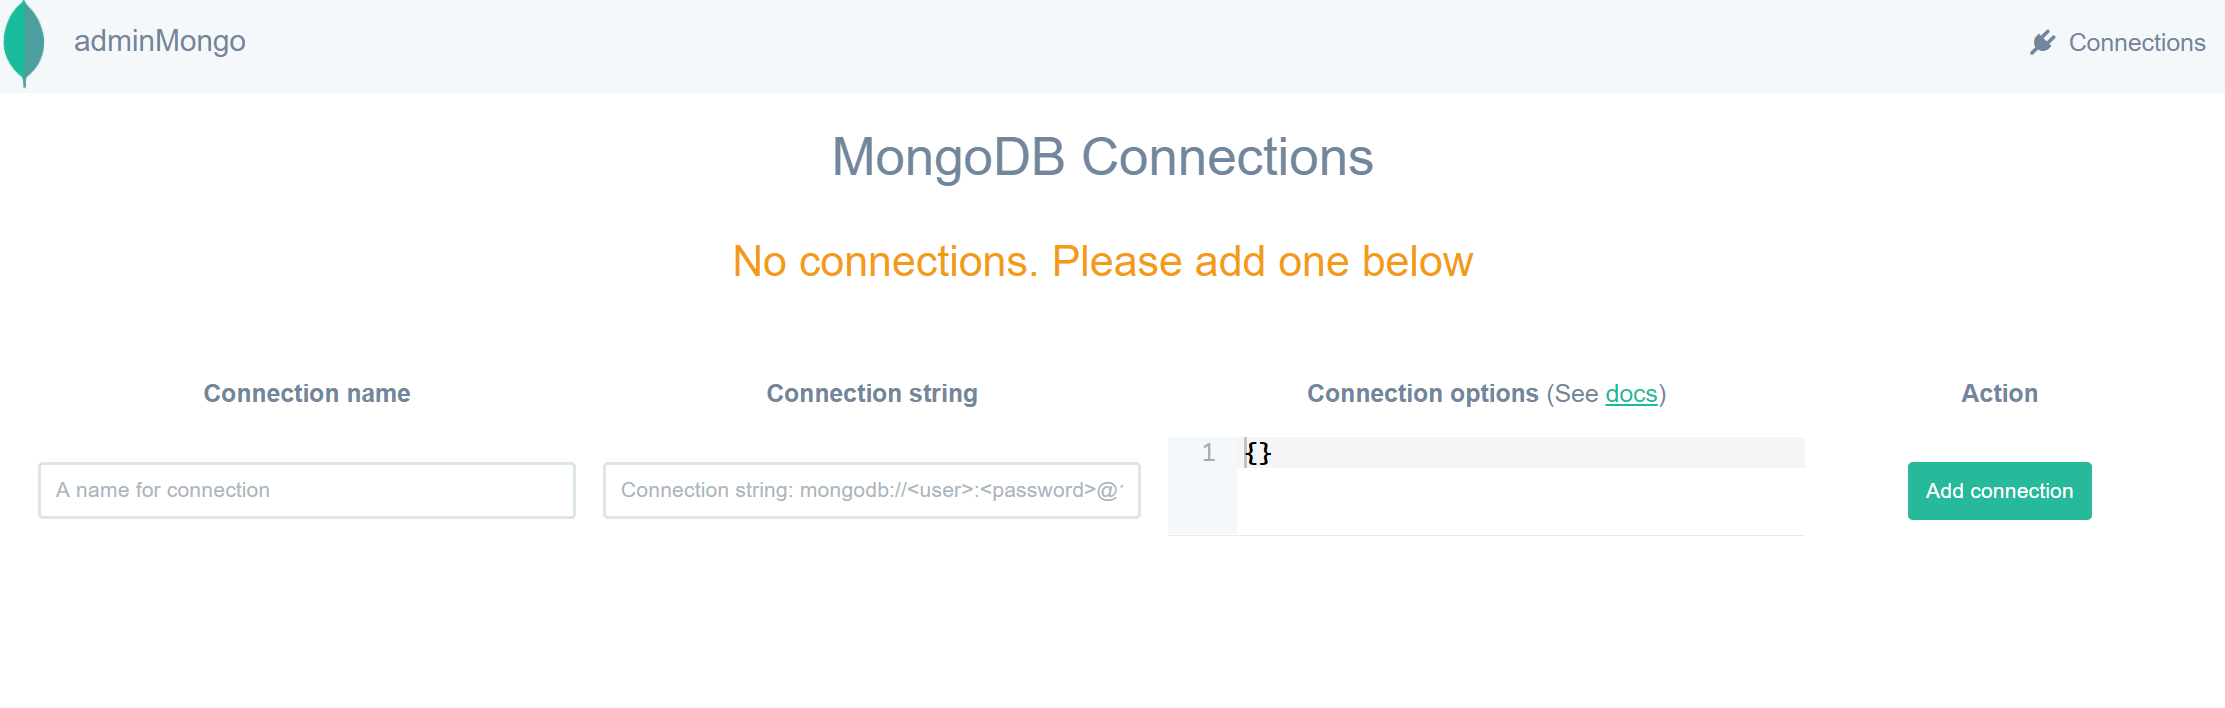 adminMongo
Connections
MongoDB Connections
No connections. Please add one below
Connection name
Connection string
Connection options (See docs)
Action
A name for connection
Connection string: mongodb://<user>:<password>@
1 {}
Add connection